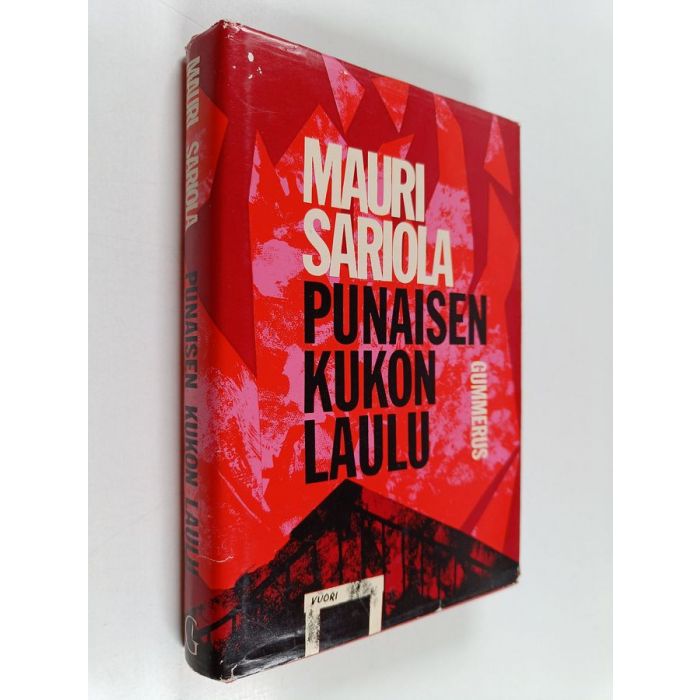 MAURI SARIOLA PUNAISEN KUKON LAULU
G
MAURI
SARIOLA
PUNAISEN
KUKON
LAULU
GUMMERUS
VUORI